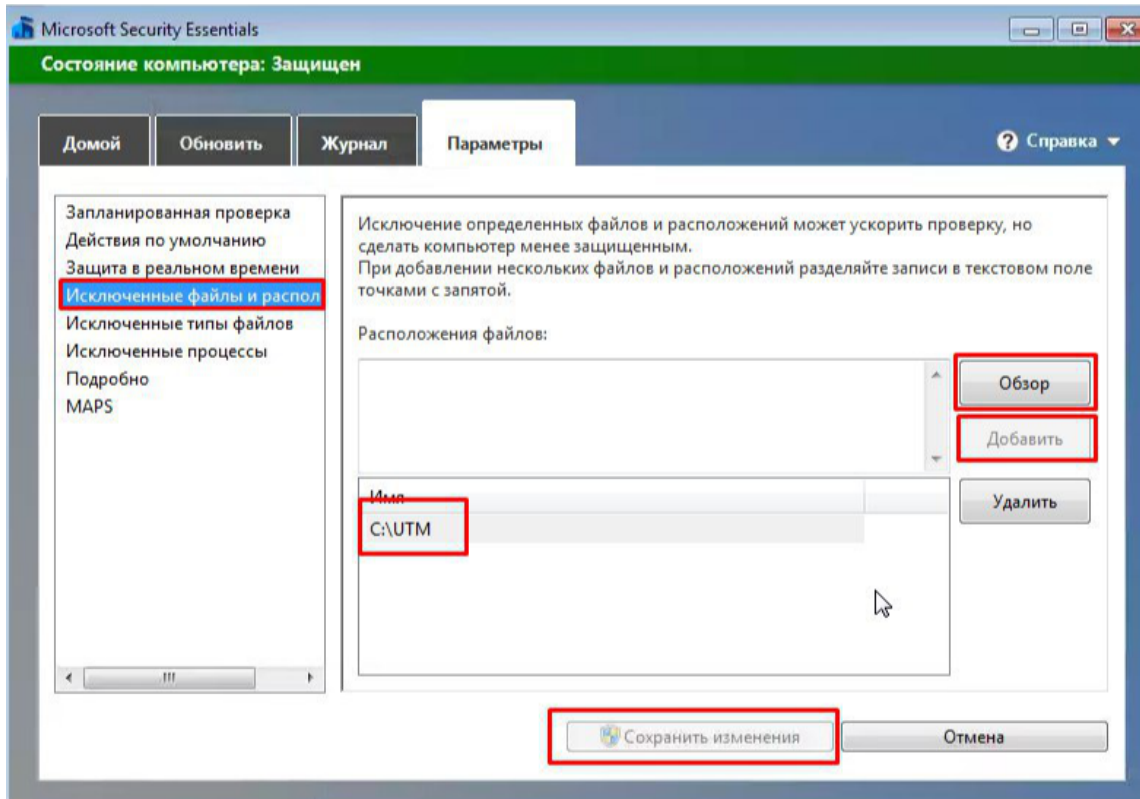 Microsoft Security Essentials
Состояние компьютера: Защищен
Домой
Обновить
Журнал
Параметры
Справка
Запланированная проверка
Действия по умолчанию
Защита в реальном времени
Исключенные файлы и распол
Исключенные типы файлов
Исключенные процессы
Подробно
MAPS
Исключение определенных файлов и расположений может ускорить проверку, но
сделать компьютер менее защищенным.
При добавлении нескольких файлов и расположений разделяйте записи в текстовом поле
точками с запятой.
Расположения файлов:
Обзор
Добавить
Имя
C:\UTM
Удалить
Сохранить изменения
Отмена